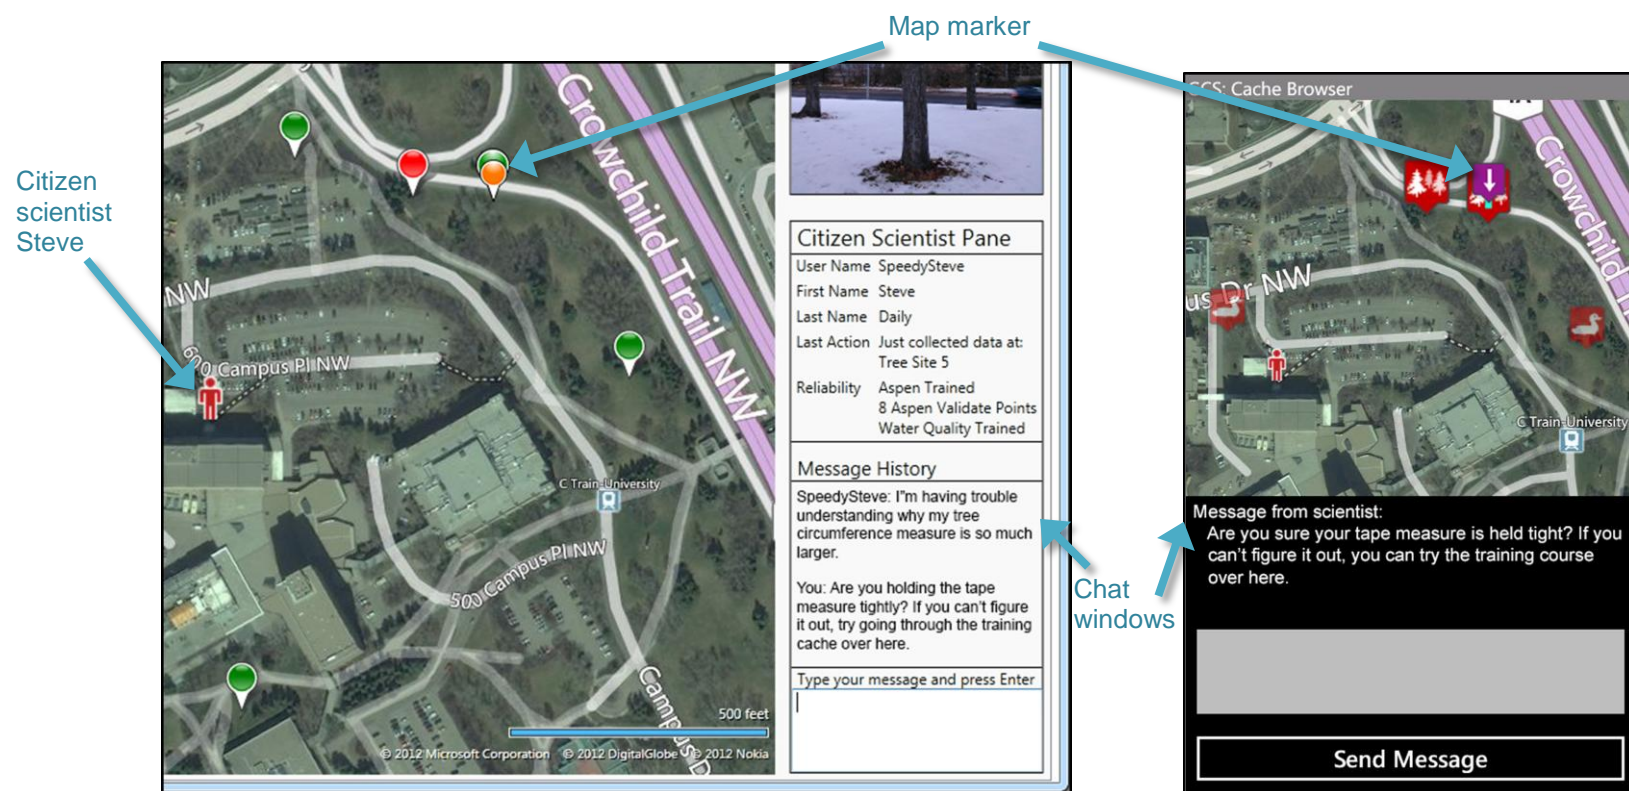 Map marker
Citizen
scientist
Steve
Crowchild Trail NW
NW
600 Campus Pl NW
C Train-University
500 Campus Pl NW
Campus D
500 feet
© 2012 Microsoft Corporation © 2012 DigitalGlobe © 2012 Nokia
Citizen Scientist Pane
User Name SpeedySteve
First Name Steve
Last Name Daily
Last Action Just collected data at:
Tree Site 5
Reliability Aspen Trained
8 Aspen Validate Points
Water Quality Trained
Message History
SpeedySteve: I"m having trouble
understanding why my tree
circumference measure is so much
larger.
You: Are you holding the tape
measure tightly? If you can't figure
it out, try going through the training
cache over here.
Type your message and press Enter
Chat
windows
CCS: Cache Browser
1A
Crowchild T
us Dr NW
C Train-University
Message from scientist:
Are you sure your tape measure is held tight? If you
can't figure it out, you can try the training course
over here.
Send Message